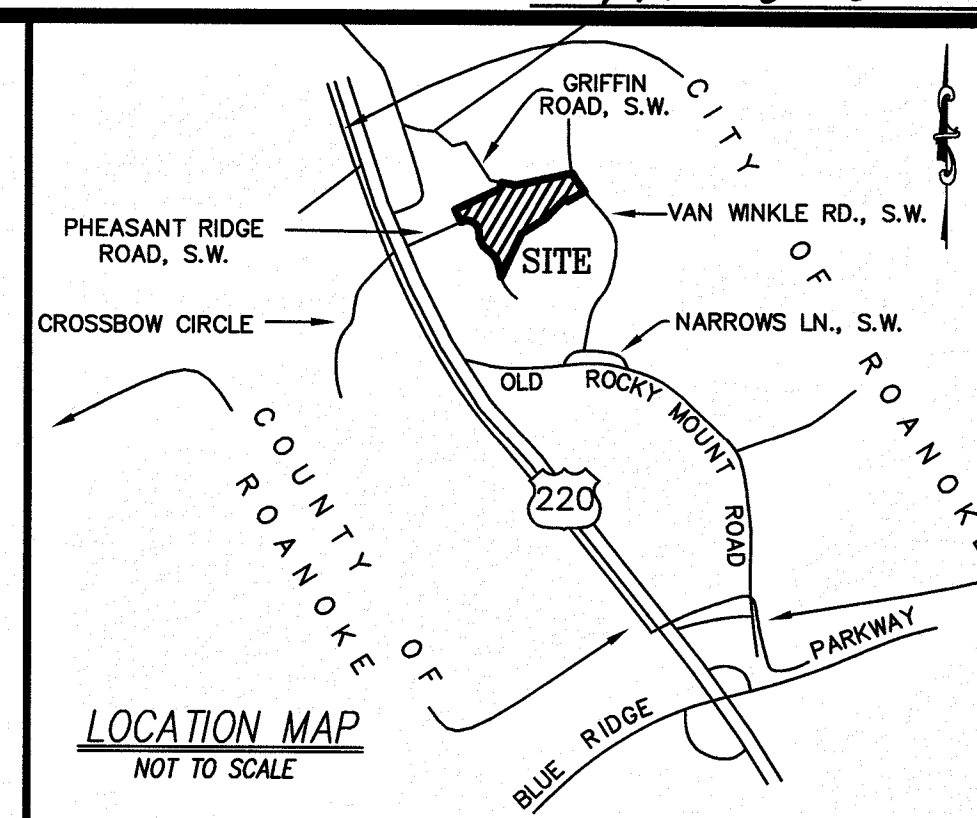 GRIFFIN
ROAD, S.W.
CITY OF ROANOKE
PHEASANT RIDGE
ROAD, S.W.
VAN WINKLE RD., S.W.
SITE
CROSSBOW CIRCLE
NARROWS LN., S.W.
OLD ROCKY MOUNT ROAD
COUNTY OF
ROANOKE
220
BLUE RIDGE PARKWAY
LOCATION MAP
NOT TO SCALE